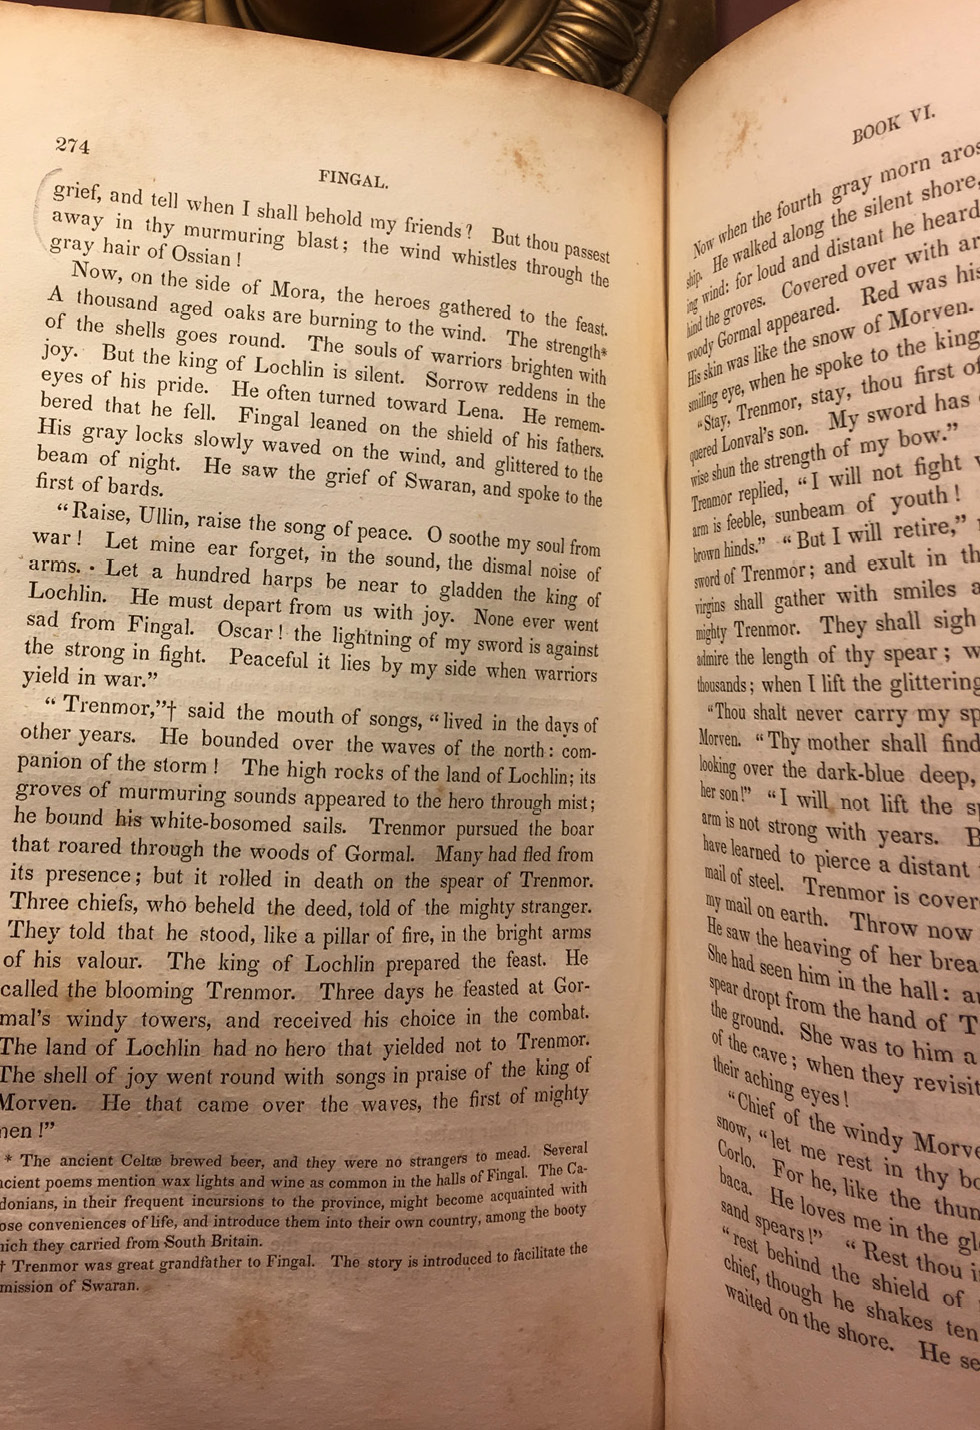 274
FINGAL.
grief, and tell when I shall behold my friends? But thou passest
away in thy murmuring blast; the wind whistles through the
gray hair of Ossian!
Now, on the side of Mora, the heroes gathered to the feast.
A thousand aged oaks are burning to the wind. The strength*
of the shells goes round. The souls of warriors brighten with
joy. But the king of Lochlin is silent. Sorrow reddens in the
eyes of his pride. He often turned toward Lena. He remem-
bered that he fell. Fingal leaned on the shield of his fathers.
His gray locks slowly waved on the wind, and glittered to the
beam of night. He saw the grief of Swaran, and spoke to the
first of bards.
"Raise, Ullin, raise the song of peace. O soothe my soul from
war! Let mine ear forget, in the sound, the dismal noise of
arms. Let a hundred harps be near to gladden the king of
Lochlin. He must depart from us with joy. None ever went
sad from Fingal. Oscar! the lightning of my sword is against
the strong in fight. Peaceful it lies by my side when warriors
yield in war."
"Trenmor,"† said the mouth of songs, "lived in the days of
other years. He bounded over the waves of the north: com-
panion of the storm! The high rocks of the land of Lochlin; its
groves of murmuring sounds appeared to the hero through mist;
he bound his white-bosomed sails. Trenmor pursued the boar
that roared through the woods of Gormal. Many had fled from
its presence; but it rolled in death on the spear of Trenmor.
Three chiefs, who beheld the deed, told of the mighty stranger.
They told that he stood, like a pillar of fire, in the bright arms
of his valour. The king of Lochlin prepared the feast. He
called the blooming Trenmor. Three days he feasted at Gor-
mal's windy towers, and received his choice in the combat.
The land of Lochlin had no hero that yielded not to Trenmor.
The shell of joy went round with songs in praise of the king of
Morven. He that came over the waves, the first of mighty
men!"
* The ancient Celtæ brewed beer, and they were no strangers to mead. Several
ncient poems mention wax lights and wine as common in the halls of Fingal. The Ca-
donians, in their frequent incursions to the province, might become acquainted with
ose conveniences of life, and introduce them into their own country, among the booty
hich they carried from South Britain.
† Trenmor was great grandfather to Fingal. The story is introduced to facilitate the
mission of Swaran.
BOOK VI.
Now when the fourth gray morn aros
ship. He walked along the silent shore,
ing wind: for loud and distant he heard
hind the groves. Covered over with ar
woody Gormal appeared. Red was his
His skin was like the snow of Morven.
smiling eye, when he spoke to the king
"Stay, Trenmor, stay, thou first of
quered Lonval's son. My sword has
wise shun the strength of my bow."
Trenmor replied, "I will not fight
arm is feeble, sunbeam of youth!
brown hinds." "But I will retire,"
sword of Trenmor; and exult in th
virgins shall gather with smiles a
mighty Trenmor. They shall sigh
admire the length of thy spear; w
thousands; when I lift the glittering
"Thou shalt never carry my sp
Morven. "Thy mother shall find
looking over the dark-blue deep,
her son!" "I will not lift the s
arm is not strong with years. B
have learned to pierce a distant
mail of steel. Trenmor is cover
my mail on earth. Throw now
He saw the heaving of her brea
She had seen him in the hall: a
spear dropt from the hand of T
the ground. She was to him a
of the cave; when they revisit
their aching eyes!
"Chief of the windy Morve
snow, "let me rest in thy bo
Corlo. For he, like the thun
baca. He loves me in the gl
sand spears!" "Rest thou i
"rest behind the shield of
chief, though he shakes ten
waited on the shore. He se